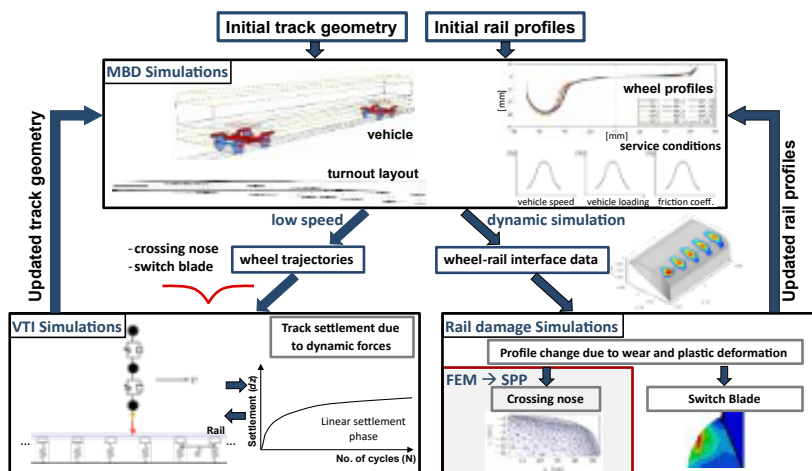 Initial track geometry
Initial rail profiles
MBD Simulations
wheel profiles
[mm]
[mm]
vehicle
service conditions
turnout layout
vehicle speed
vehicle loading
friction coeff.
Updated track geometry
Updated rail profiles
low speed
dynamic simulation
- crossing nose
- switch blade
wheel trajectories
wheel-rail interface data
VTI Simulations
Track settlement due
to dynamic forces
Settlement (dz)
Linear settlement
phase
No. of cycles (N)
Rail
...
...
Rail damage Simulations
Profile change due to wear and plastic deformation
FEM → SPP
Crossing nose
Switch Blade